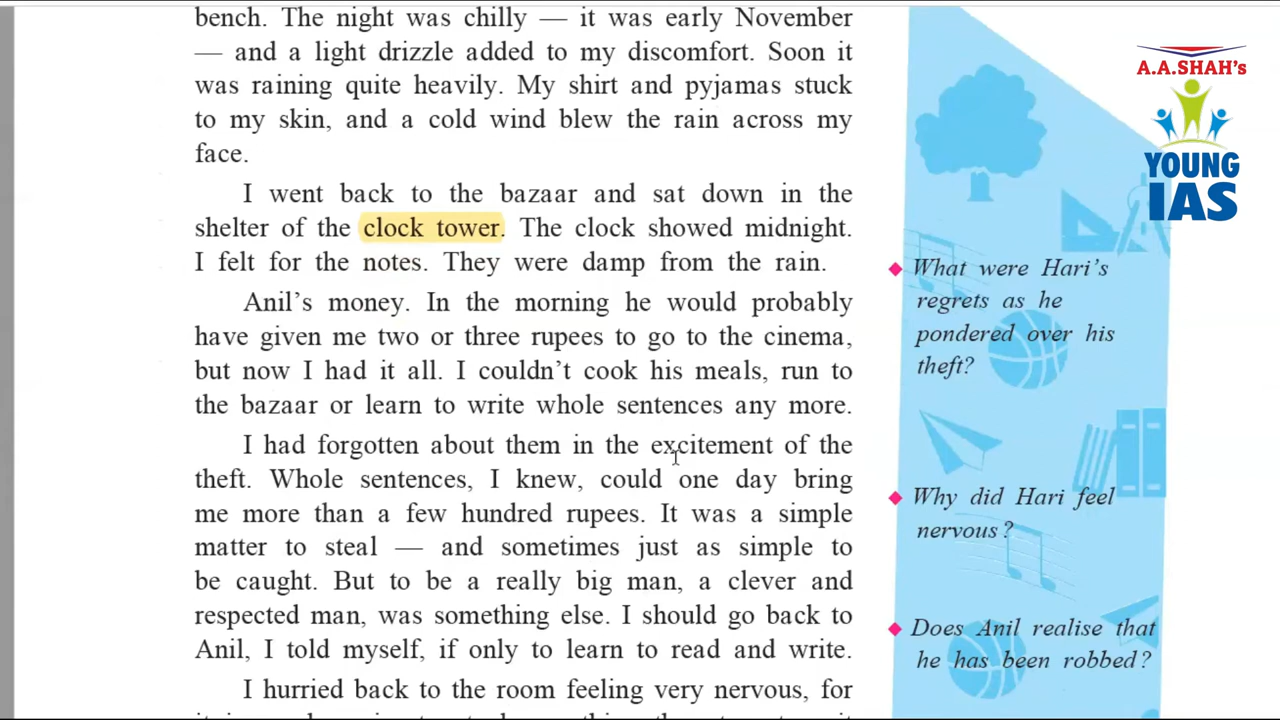 bench. The night was chilly — it was early November
— and a light drizzle added to my discomfort. Soon it
was raining quite heavily. My shirt and pyjamas stuck
to my skin, and a cold wind blew the rain across my
face.
I went back to the bazaar and sat down in the
shelter of the clock tower. The clock showed midnight.
I felt for the notes. They were damp from the rain.
Anil’s money. In the morning he would probably
have given me two or three rupees to go to the cinema,
but now I had it all. I couldn’t cook his meals, run to
the bazaar or learn to write whole sentences any more.
I had forgotten about them in the excitement of the
theft. Whole sentences, I knew, could one day bring
me more than a few hundred rupees. It was a simple
matter to steal — and sometimes just as simple to
be caught. But to be a really big man, a clever and
respected man, was something else. I should go back to
Anil, I told myself, if only to learn to read and write.
I hurried back to the room feeling very nervous, for
A.A.SHAH’s
YOUNG
IAS
What were Hari’s
regrets as he
pondered over his
theft?
Why did Hari feel
nervous?
Does Anil realise that
he has been robbed?